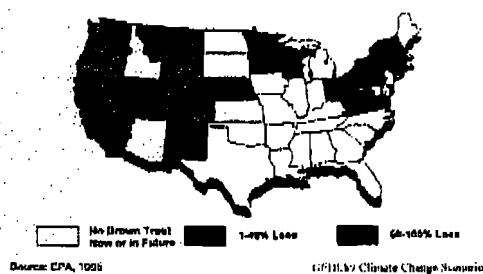 No Brown Trout
Now or in Future
1-49% Loss
50-100% Loss
Source: EPA, 1995
Climate Change Scenario